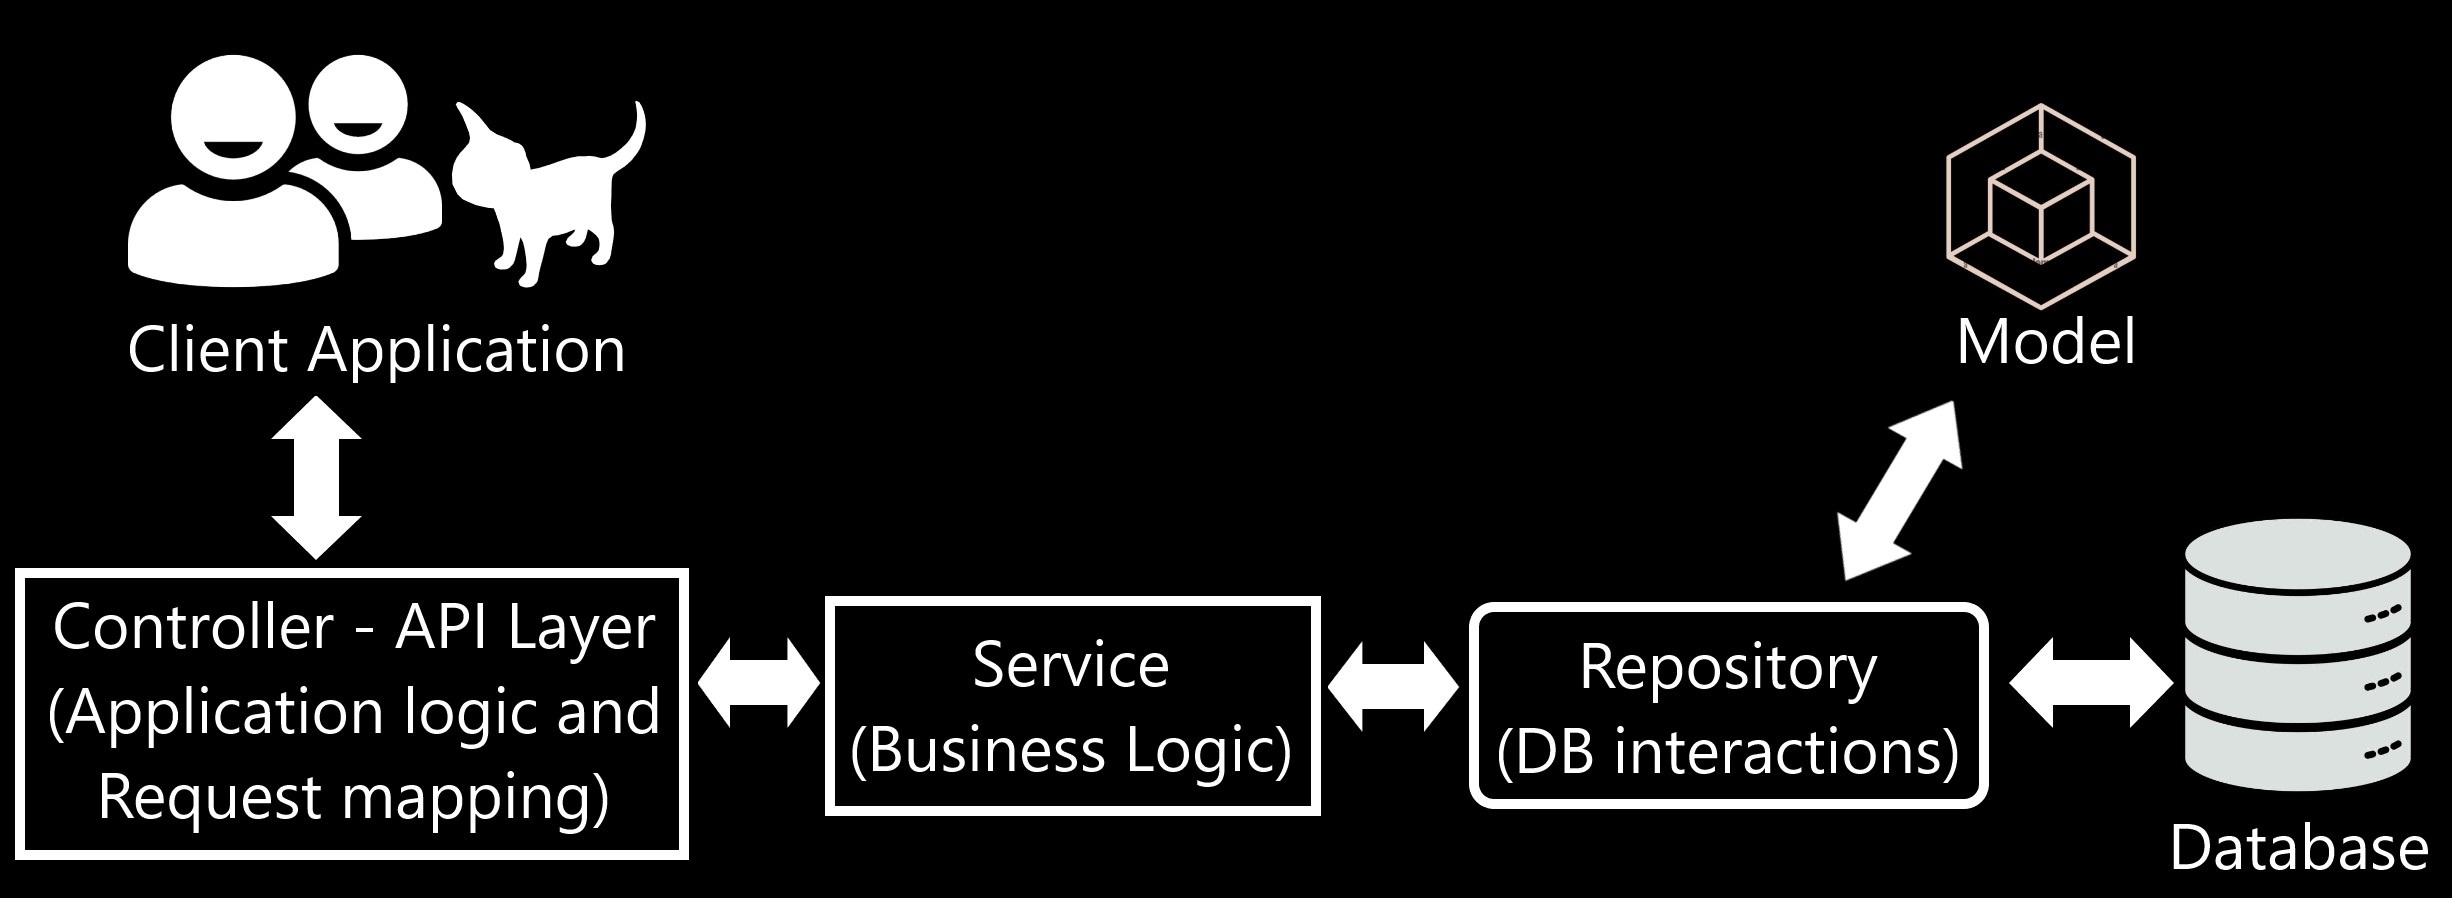 Client Application
Model
Controller - API Layer
(Application logic and
Request mapping)
Service
(Business Logic)
Repository
(DB interactions)
Database